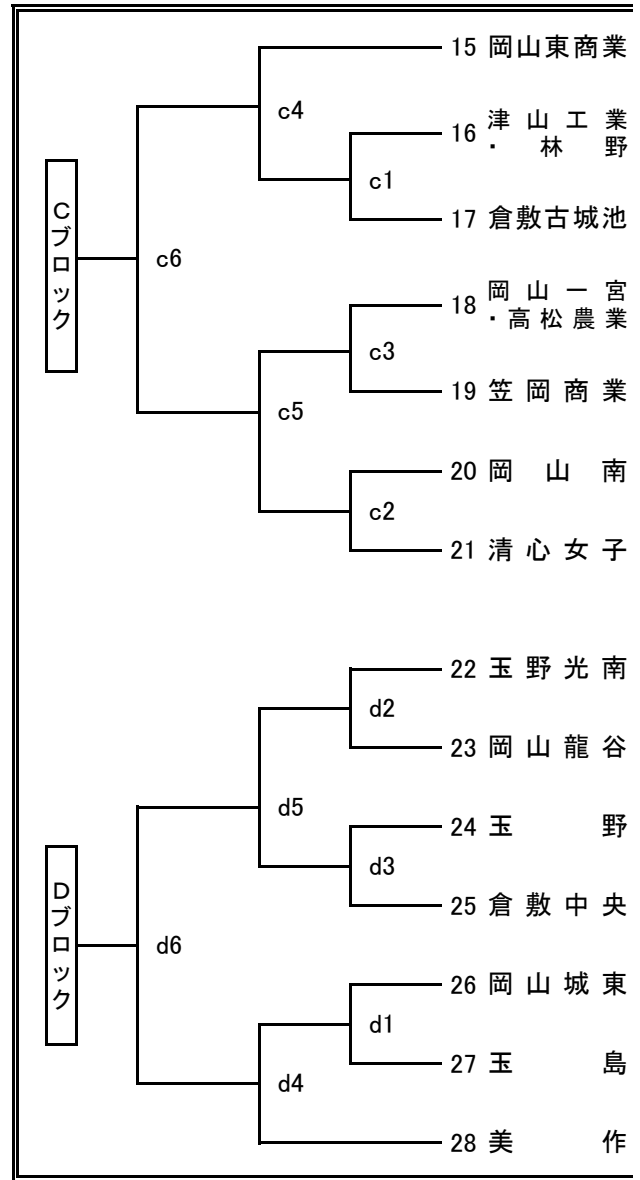 15 岡山東商業
c4
16 津山工業
・林野
c1
17 倉敷古城池
Cブロック
c6
18 岡山一宮
・高松農業
c3
19 笠岡商業
c5
20 岡山南
c2
21 清心女子
22 玉野光南
d2
23 岡山龍谷
d5
24 玉野
d3
25 倉敷中央
Dブロック
d6
26 岡山城東
d1
27 玉島
d4
28 美作